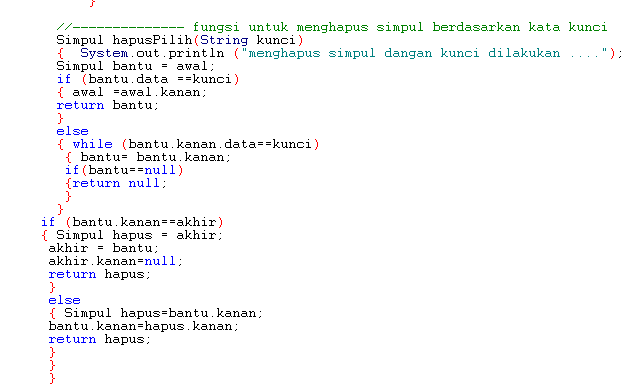 }
//-------------- fungsi untuk menghapus simpul berdasarkan kata kunci
Simpul hapusPilih(String kunci)
{  System.out.println ("menghapus simpul dangan kunci dilakukan ....");
Simpul bantu = awal;
if (bantu.data ==kunci)
{ awal =awal.kanan;
return bantu;
}
else
{ while (bantu.kanan.data==kunci)
{ bantu= bantu.kanan;
if(bantu==null)
{return null;
}
}
if (bantu.kanan==akhir)
{ Simpul hapus = akhir;
akhir = bantu;
akhir.kanan=null;
return hapus;
}
else
{ Simpul hapus=bantu.kanan;
bantu.kanan=hapus.kanan;
return hapus;
}
}
}